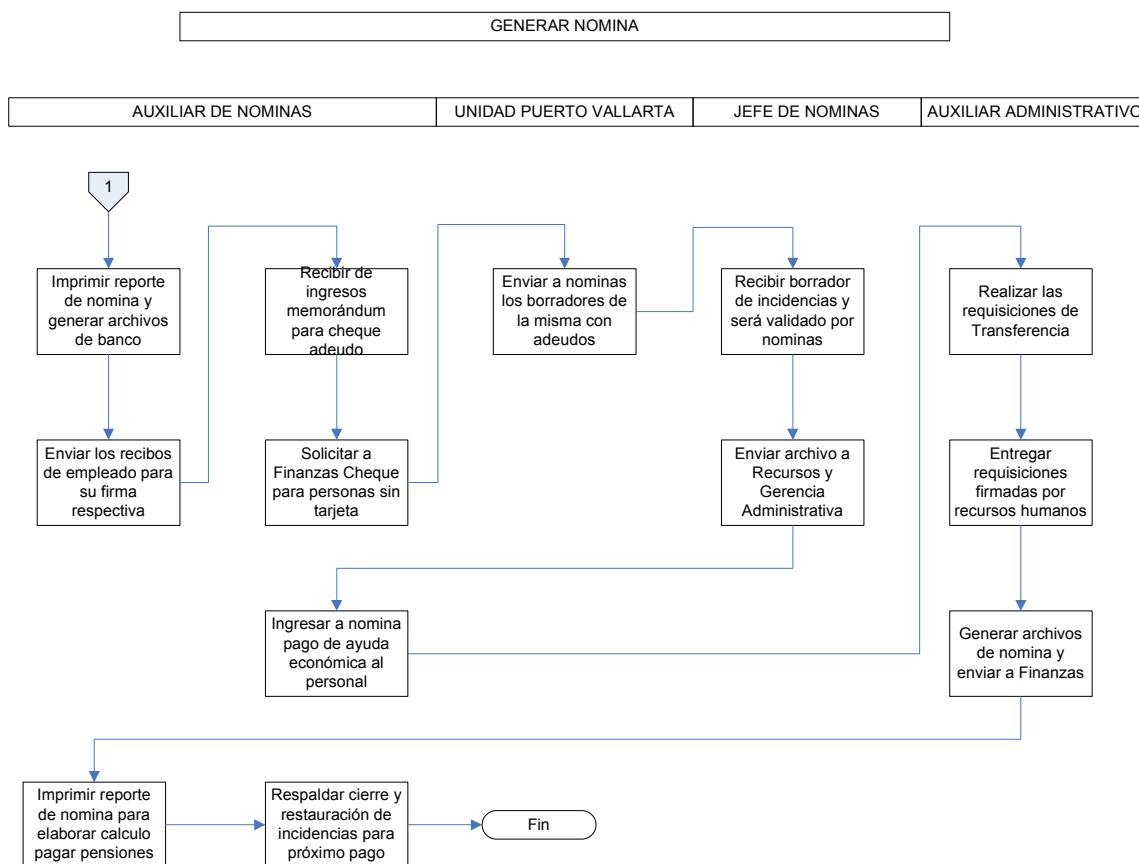 GENERAR NOMINA
AUXILIAR DE NOMINAS
UNIDAD PUERTO VALLARTA
JEFE DE NOMINAS
AUXILIAR ADMINISTRATIVO
1
Imprimir reporte
de nomina y
generar archivos
de banco
Recibir de
ingresos
memorándum
para cheque
adeudo
Enviar a nominas
los borradores de
la misma con
adeudos
Recibir borrador
de incidencias y
será validado por
nominas
Realizar las
requisiciones de
Transferencia
Enviar los recibos
de empleado para
su firma
respectiva
Solicitar a
Finanzas Cheque
para personas sin
tarjeta
Enviar archivo a
Recursos y
Gerencia
Administrativa
Entregar
requisiciones
firmadas por
recursos humanos
Ingresar a nomina
pago de ayuda
económica al
personal
Generar archivos
de nomina y
enviar a Finanzas
Imprimir reporte
de nomina para
elaborar calculo
pagar pensiones
Respaldar cierre y
restauración de
incidencias para
próximo pago
Fin